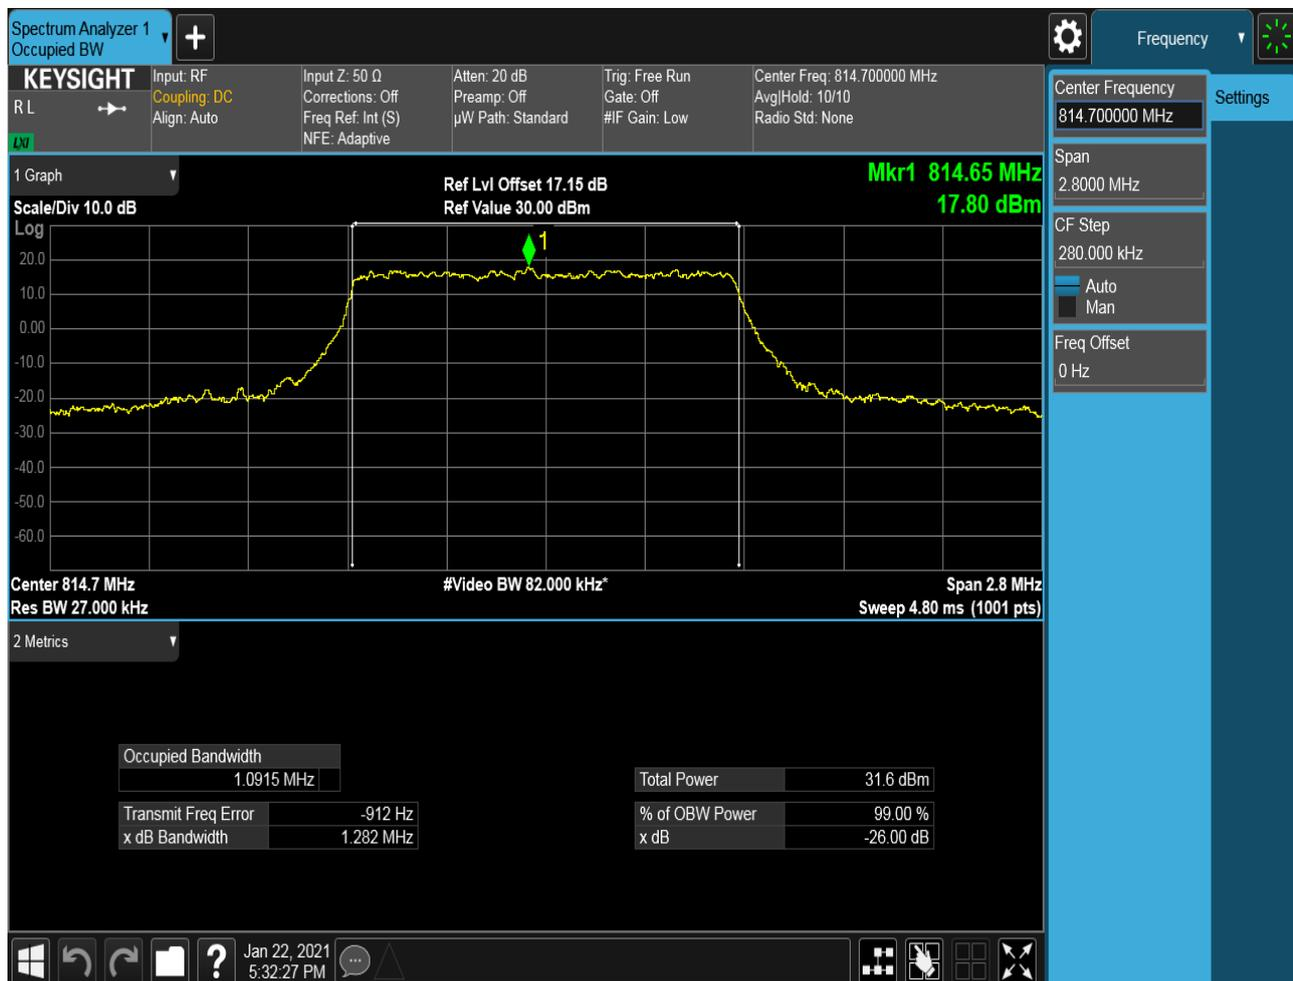 Spectrum Analyzer 1
Occupied BW
Frequency
KEYSIGHT
R L
LXI
Input: RF
Coupling: DC
Align: Auto
Input Z: 50 Ω
Corrections: Off
Freq Ref: Int (S)
NFE: Adaptive
Atten: 20 dB
Preamp: Off
µW Path: Standard
Trig: Free Run
Gate: Off
#IF Gain: Low
Center Freq: 814.700000 MHz
Avg|Hold: 10/10
Radio Std: None
Center Frequency
814.700000 MHz
Settings
Span
2.8000 MHz
CF Step
280.000 kHz
Auto
Man
Freq Offset
0 Hz
1 Graph
Scale/Div 10.0 dB
Ref Lvl Offset 17.15 dB
Ref Value 30.00 dBm
Mkr1 814.65 MHz
17.80 dBm
Log
1
20.0
10.0
0.00
-10.0
-20.0
-30.0
-40.0
-50.0
-60.0
Center 814.7 MHz
#Video BW 82.000 kHz*
Span 2.8 MHz
Res BW 27.000 kHz
Sweep 4.80 ms (1001 pts)
2 Metrics
Occupied Bandwidth
1.0915 MHz
Total Power 31.6 dBm
Transmit Freq Error -912 Hz
% of OBW Power 99.00 %
x dB Bandwidth 1.282 MHz
x dB -26.00 dB
Jan 22, 2021
5:32:27 PM